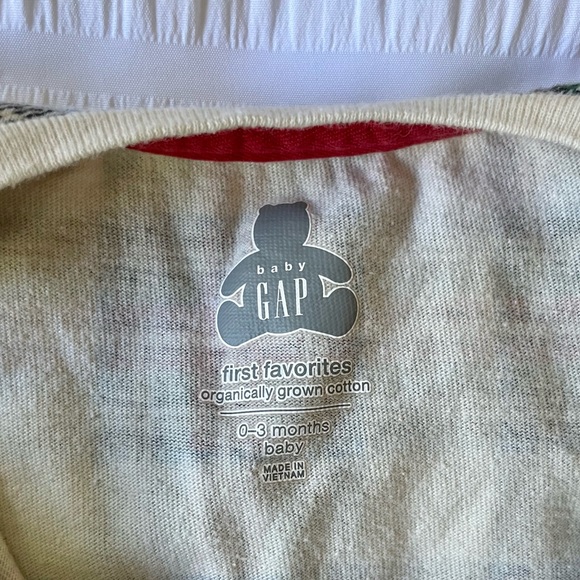 baby
GAP
first favorites
organically grown cotton
0–3 months
baby
MADE IN
VIETNAM